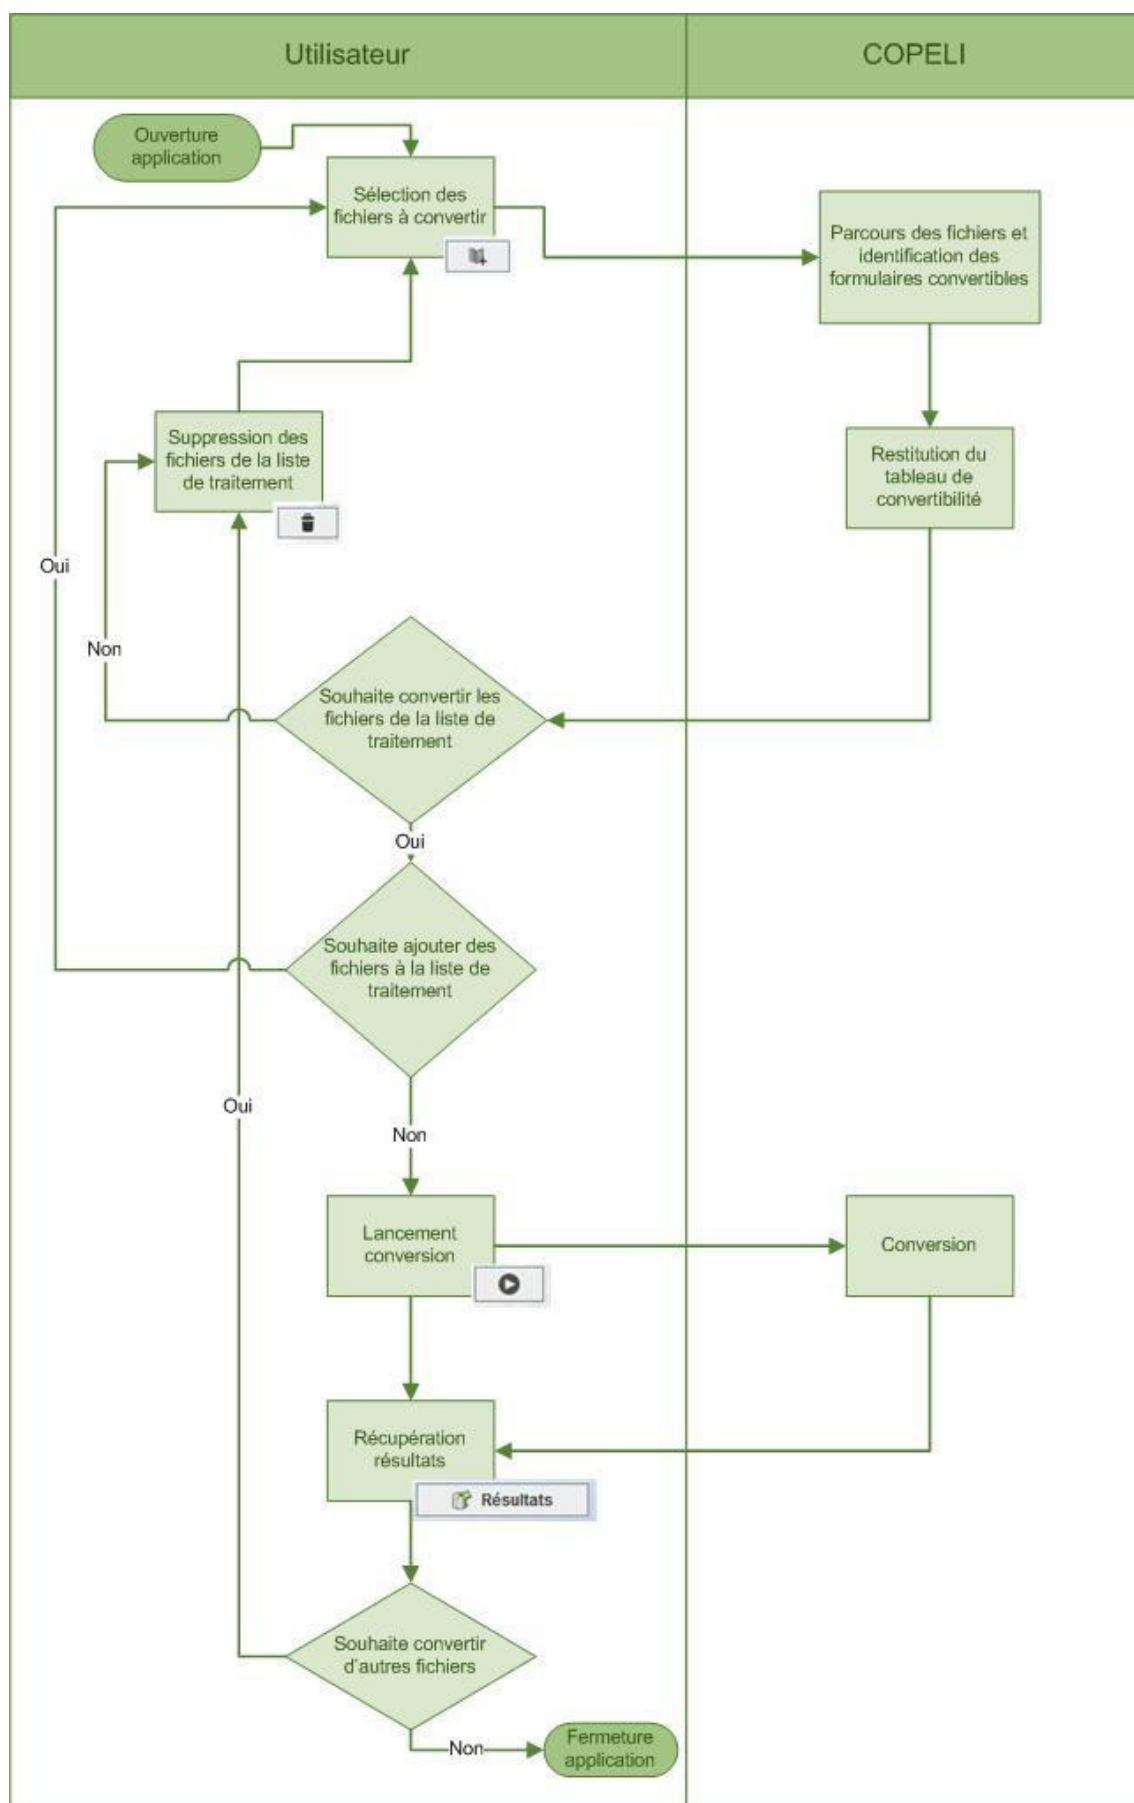 Utilisateur
COPELI
Ouverture
application
Sélection des
fichiers à convertir
Parcours des fichiers et
identification des
formulaires convertibles
Suppression des
fichiers de la liste
de traitement
Restitution du
tableau de
convertibilité
Oui
Non
Souhaite convertir les
fichiers de la liste de
traitement
Oui
Souhaite ajouter des
fichiers à la liste de
traitement
Oui
Non
Lancement
conversion
Conversion
Récupération
résultats
Résultats
Souhaite convertir
d'autres fichiers
Non
Fermeture
application